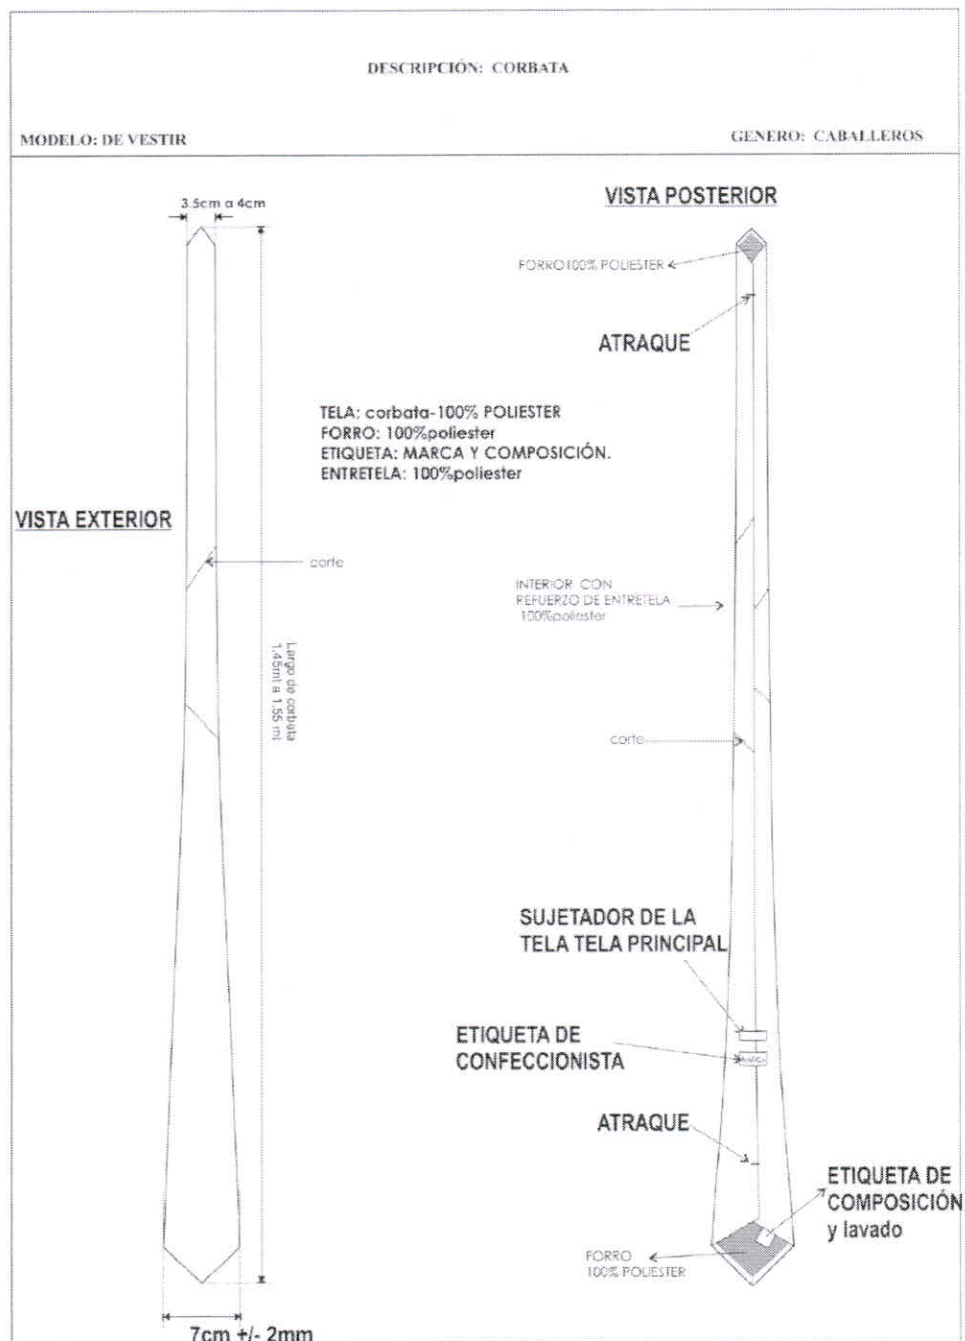 DESCRIPCIÓN: CORBATA
MODELO: DE VESTIR
GENERO: CABALLEROS
3.5cm a 4cm
VISTA POSTERIOR
FORRO 100% POLIESTER
ATRAQUE
TELA: corbata-100% POLIESTER
FORRO: 100%poliester
ETIQUETA: MARCA Y COMPOSICIÓN.
ENTRETELA: 100%poliester
VISTA EXTERIOR
corte
INTERIOR CON
REFUERZO DE ENTRETELA
100%poliester
Largo de corbata
1.45mt a 1.55 mt
corte
SUJETADOR DE LA
TELA TELA PRINCIPAL
ETIQUETA DE
CONFECCIONISTA
MARCA
ATRAQUE
ETIQUETA DE
COMPOSICIÓN
y lavado
FORRO
100% POLIESTER
7cm +/- 2mm